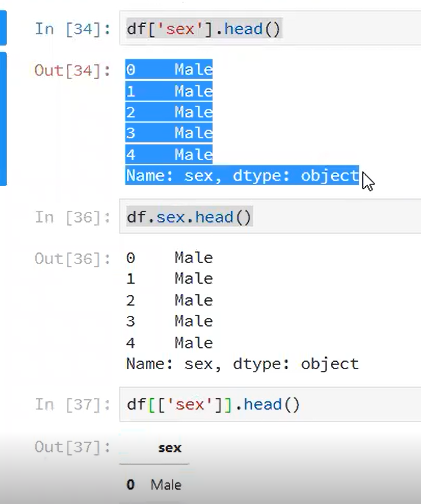 In [34]: df['sex'].head()
Out[34]: 0 Male
1 Male
2 Male
3 Male
4 Male
Name: sex, dtype: object
In [36]: df.sex.head()
Out[36]: 0 Male
1 Male
2 Male
3 Male
4 Male
Name: sex, dtype: object
In [37]: df[['sex']].head()
Out[37]:
sex
0 Male